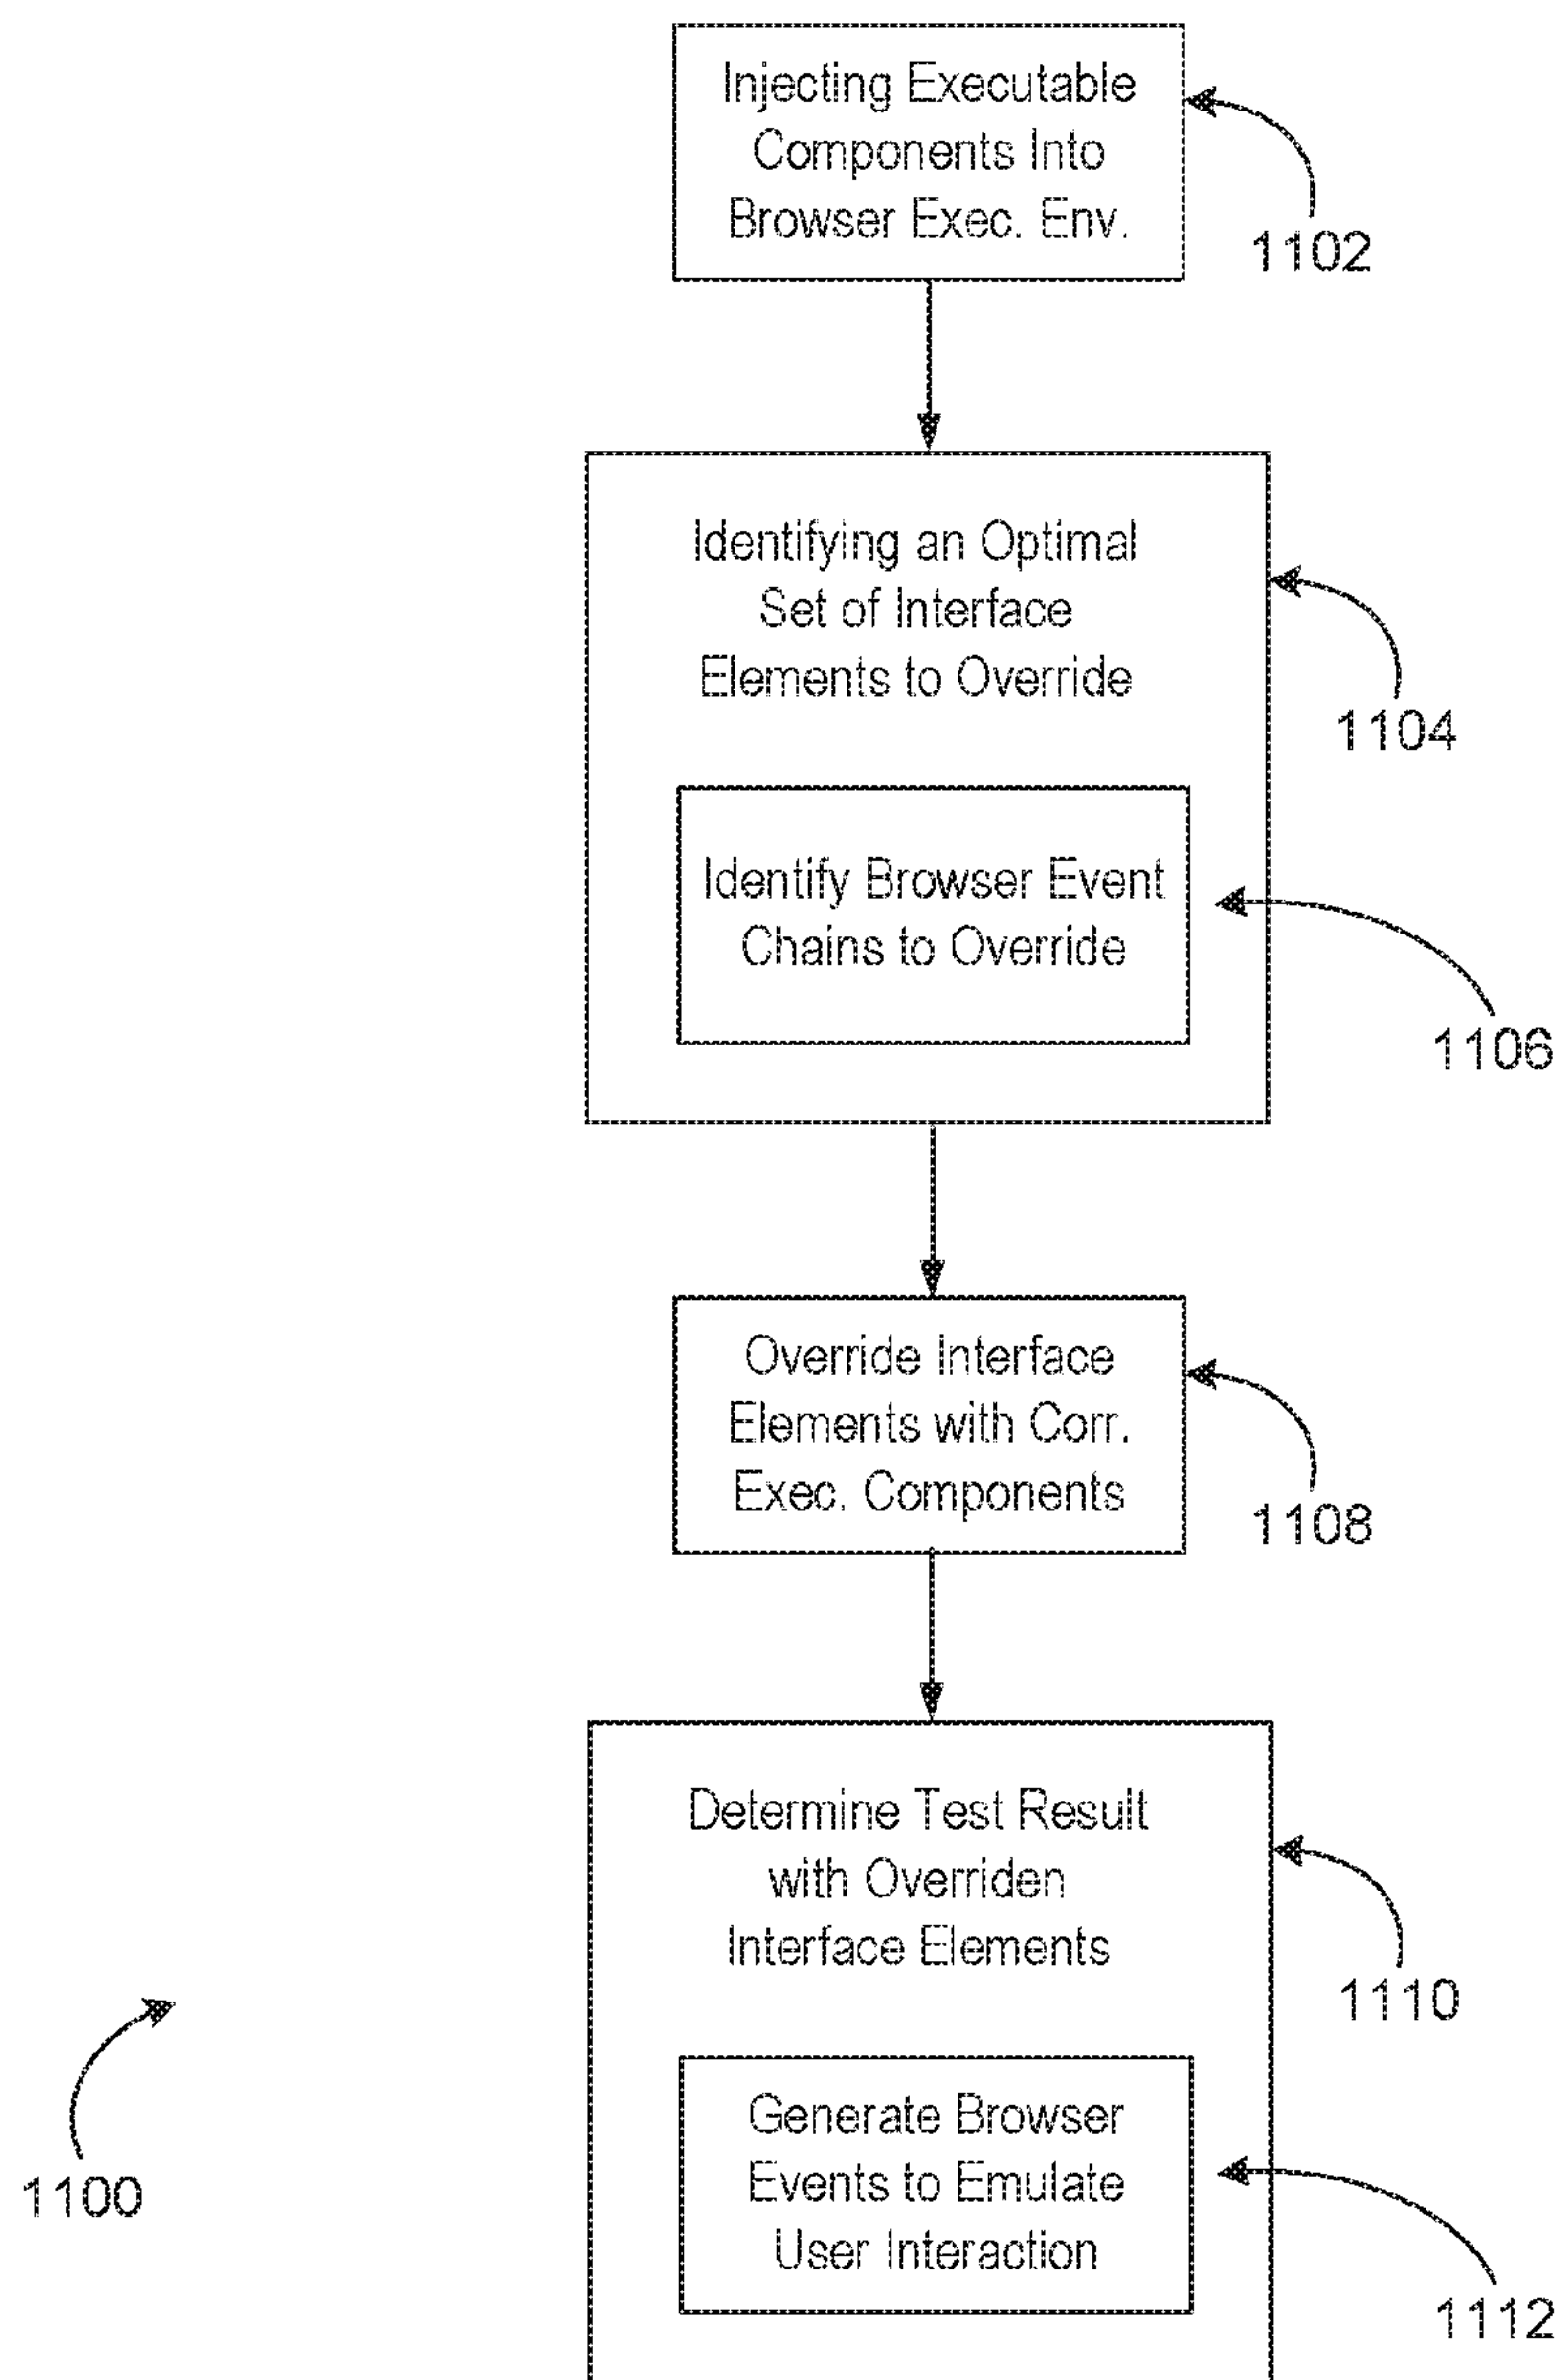 Injecting Executable
Components Into
Browser Exec. Env.
1102
Identifying an Optimal
Set of Interface
Elements to Override
1104
Identify Browser Event
Chains to Override
1106
Override Interface
Elements with Corr.
Exec. Components
1108
Determine Test Result
with Overriden
Interface Elements
1110
Generate Browser
Events to Emulate
User Interaction
1112
1100